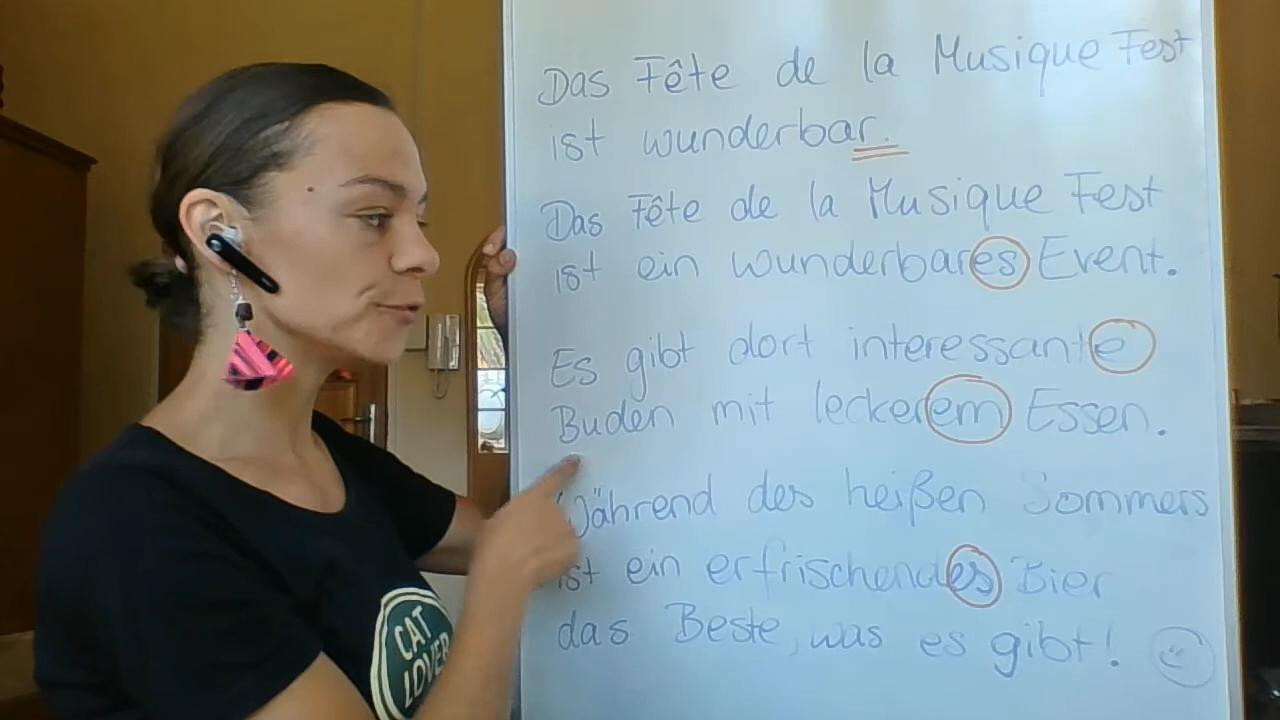 Das Fête de la Musique Fest
ist wunderbar.
Das Fête de la Musique Fest
ist ein wunderbares Event.
Es gibt dort interessante
Buden mit leckerem Essen.
Während des heißen Sommers
ist ein erfrischendes Bier
das Beste, was es gibt!
CAT
LOVER